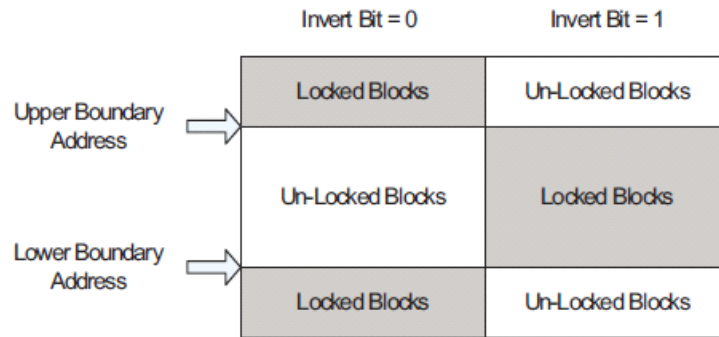 Invert Bit = 0
Invert Bit = 1
Locked Blocks
Un-Locked Blocks
Upper Boundary
Address
Un-Locked Blocks
Locked Blocks
Lower Boundary
Address
Locked Blocks
Un-Locked Blocks